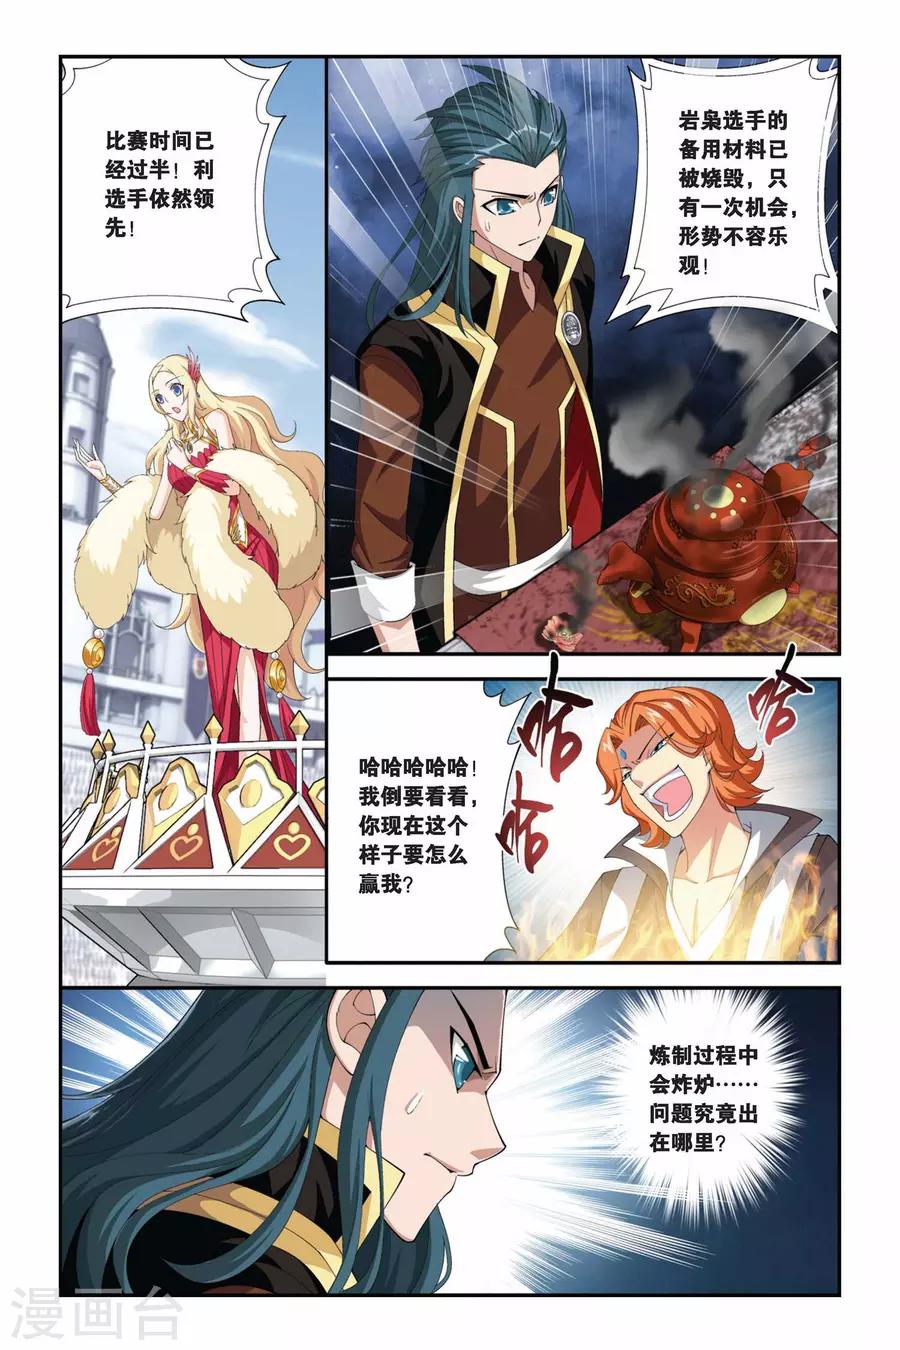 比赛时间已
经过半！利
选手依然领
先！
岩枭选手的
备用材料已
被烧毁，只
有一次机会，
形势不容乐
观！
哈哈哈哈哈！
我倒要看看，
你现在这个
样子要怎么
赢我？
哈
哈
哈
炼制过程中
会炸炉……
问题究竟出
在哪里？
漫画台